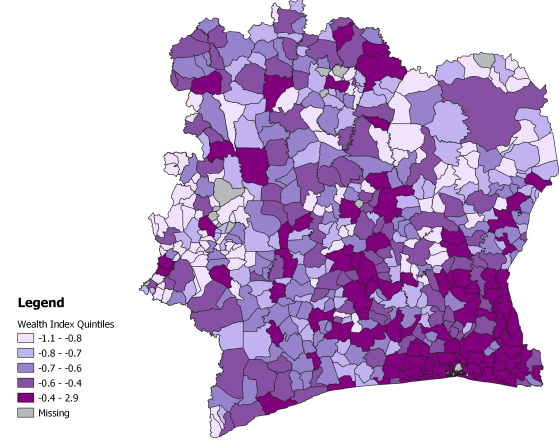 Legend
Wealth Index Quintiles
-1.1 - -0.8
-0.8 - -0.7
-0.7 - -0.6
-0.6 - -0.4
-0.4 - 2.9
Missing